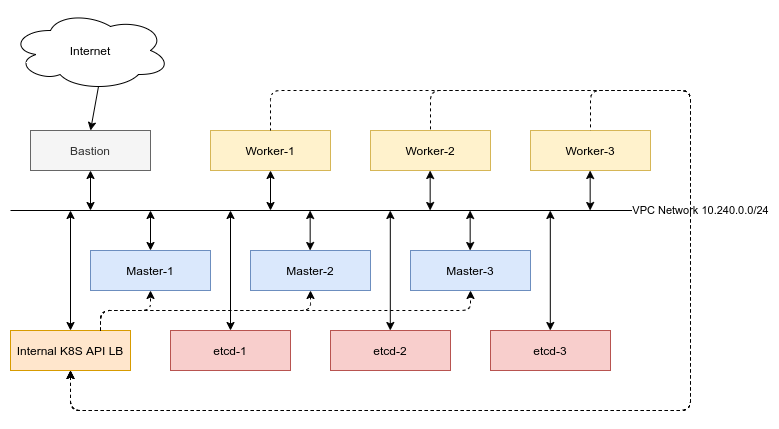 Internet
Bastion
Worker-1
Worker-2
Worker-3
VPC Network 10.240.0.0/24
Master-1
Master-2
Master-3
Internal K8S API LB
etcd-1
etcd-2
etcd-3